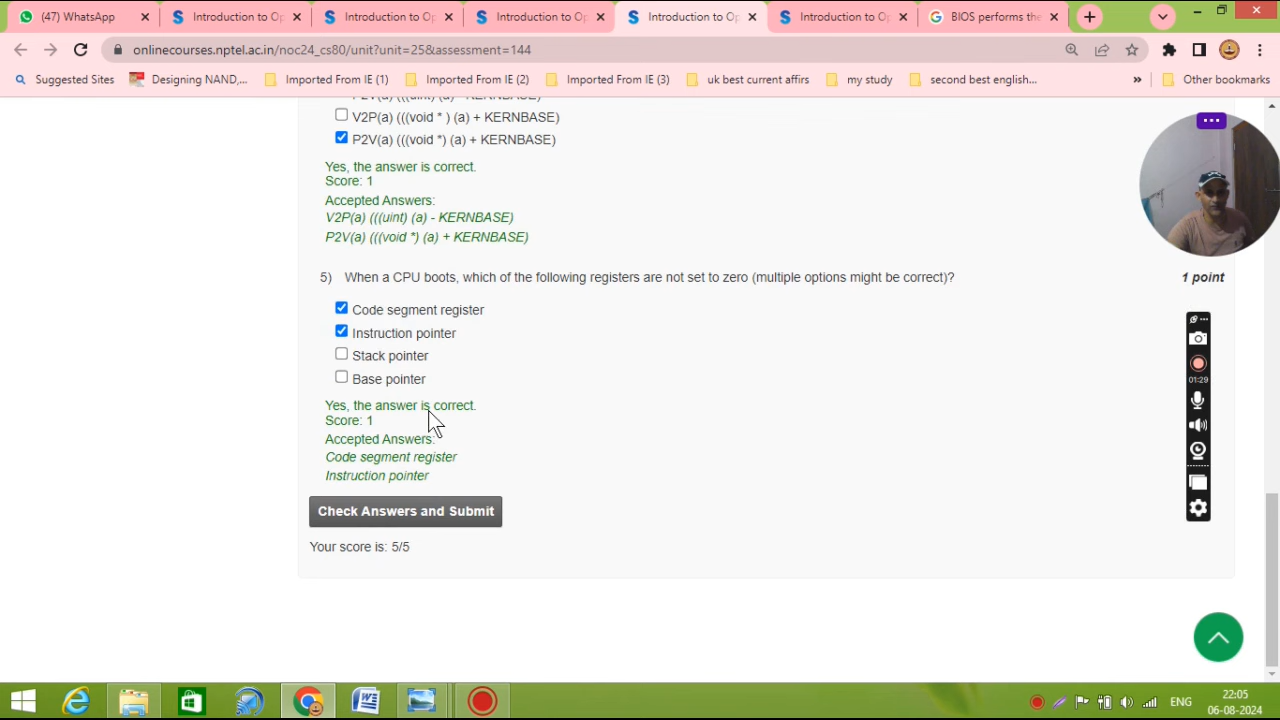 (47) WhatsApp
Introduction to Op
Introduction to Op
Introduction to Op
Introduction to Op
Introduction to Op
BIOS performs the
onlinecourses.nptel.ac.in/noc24_cs80/unit?unit=25&assessment=144
Suggested Sites
Designing NAND,...
Imported From IE (1)
Imported From IE (2)
Imported From IE (3)
uk best current affirs
my study
second best english...
Other bookmarks
P2V(a) (((uint) (a) - KERNBASE)
V2P(a) (((void * ) (a) + KERNBASE)
P2V(a) (((void *) (a) + KERNBASE)
Yes, the answer is correct.
Score: 1
Accepted Answers:
V2P(a) (((uint) (a) - KERNBASE)
P2V(a) (((void *) (a) + KERNBASE)
5) When a CPU boots, which of the following registers are not set to zero (multiple options might be correct)? 1 point
Code segment register
Instruction pointer
Stack pointer
Base pointer
Yes, the answer is correct.
Score: 1
Accepted Answers:
Code segment register
Instruction pointer
Check Answers and Submit
Your score is: 5/5
01:29
ENG
22:05
06-08-2024